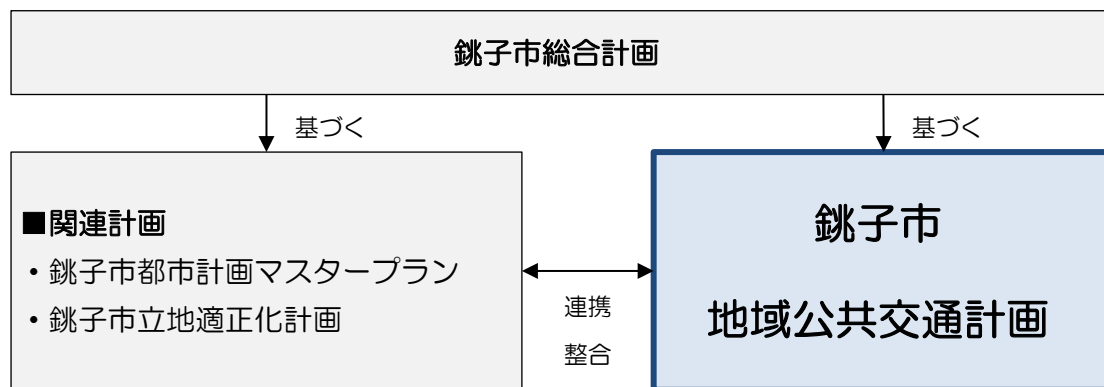 銚子市総合計画
基づく
基づく
■関連計画
・銚子市都市計画マスタープラン
・銚子市立地適正化計画
連携
整合
銚子市
地域公共交通計画